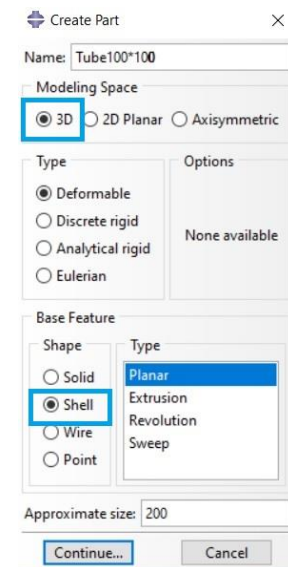 Create Part
Name: Tube100*100
Modeling Space
3D 2D Planar Axisymmetric
Type
Deformable
Discrete rigid
Analytical rigid
Eulerian
Options
None available
Base Feature
Shape
Solid
Shell
Wire
Point
Type
Planar
Extrusion
Revolution
Sweep
Approximate size: 200
Continue... Cancel